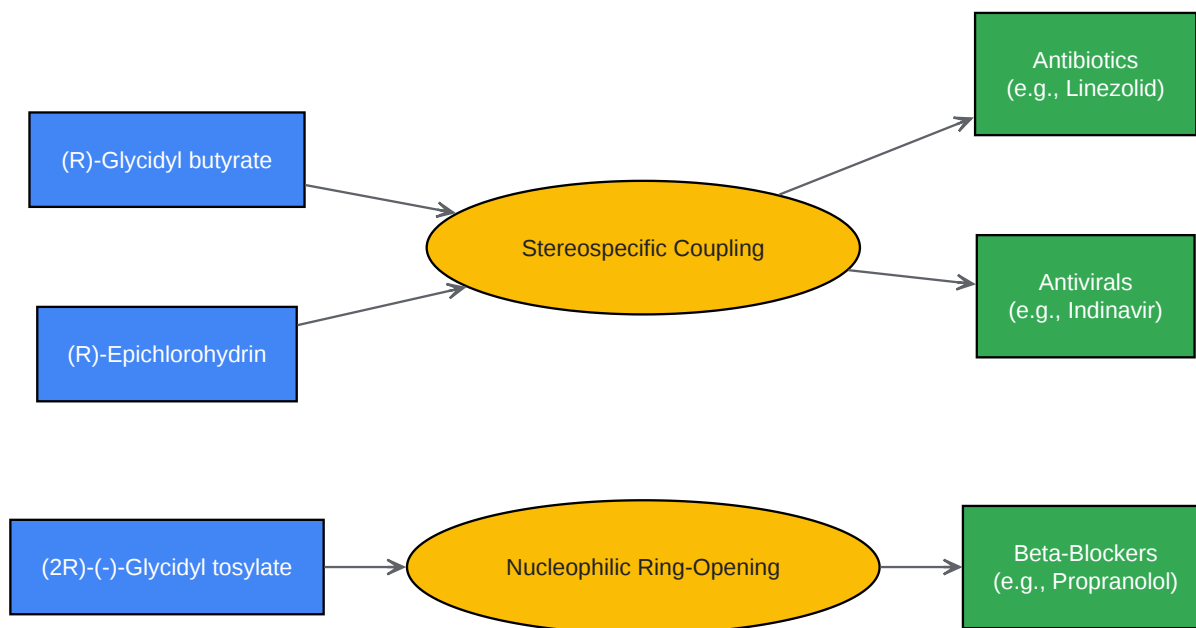 Antibiotics
(e.g., Linezolid)
(R)-Glycidyl butyrate
Stereospecific Coupling
Antivirals
(e.g., Indinavir)
(R)-Epichlorohydrin
(2R)-(-)-Glycidyl tosylate
Nucleophilic Ring-Opening
Beta-Blockers
(e.g., Propranolol)